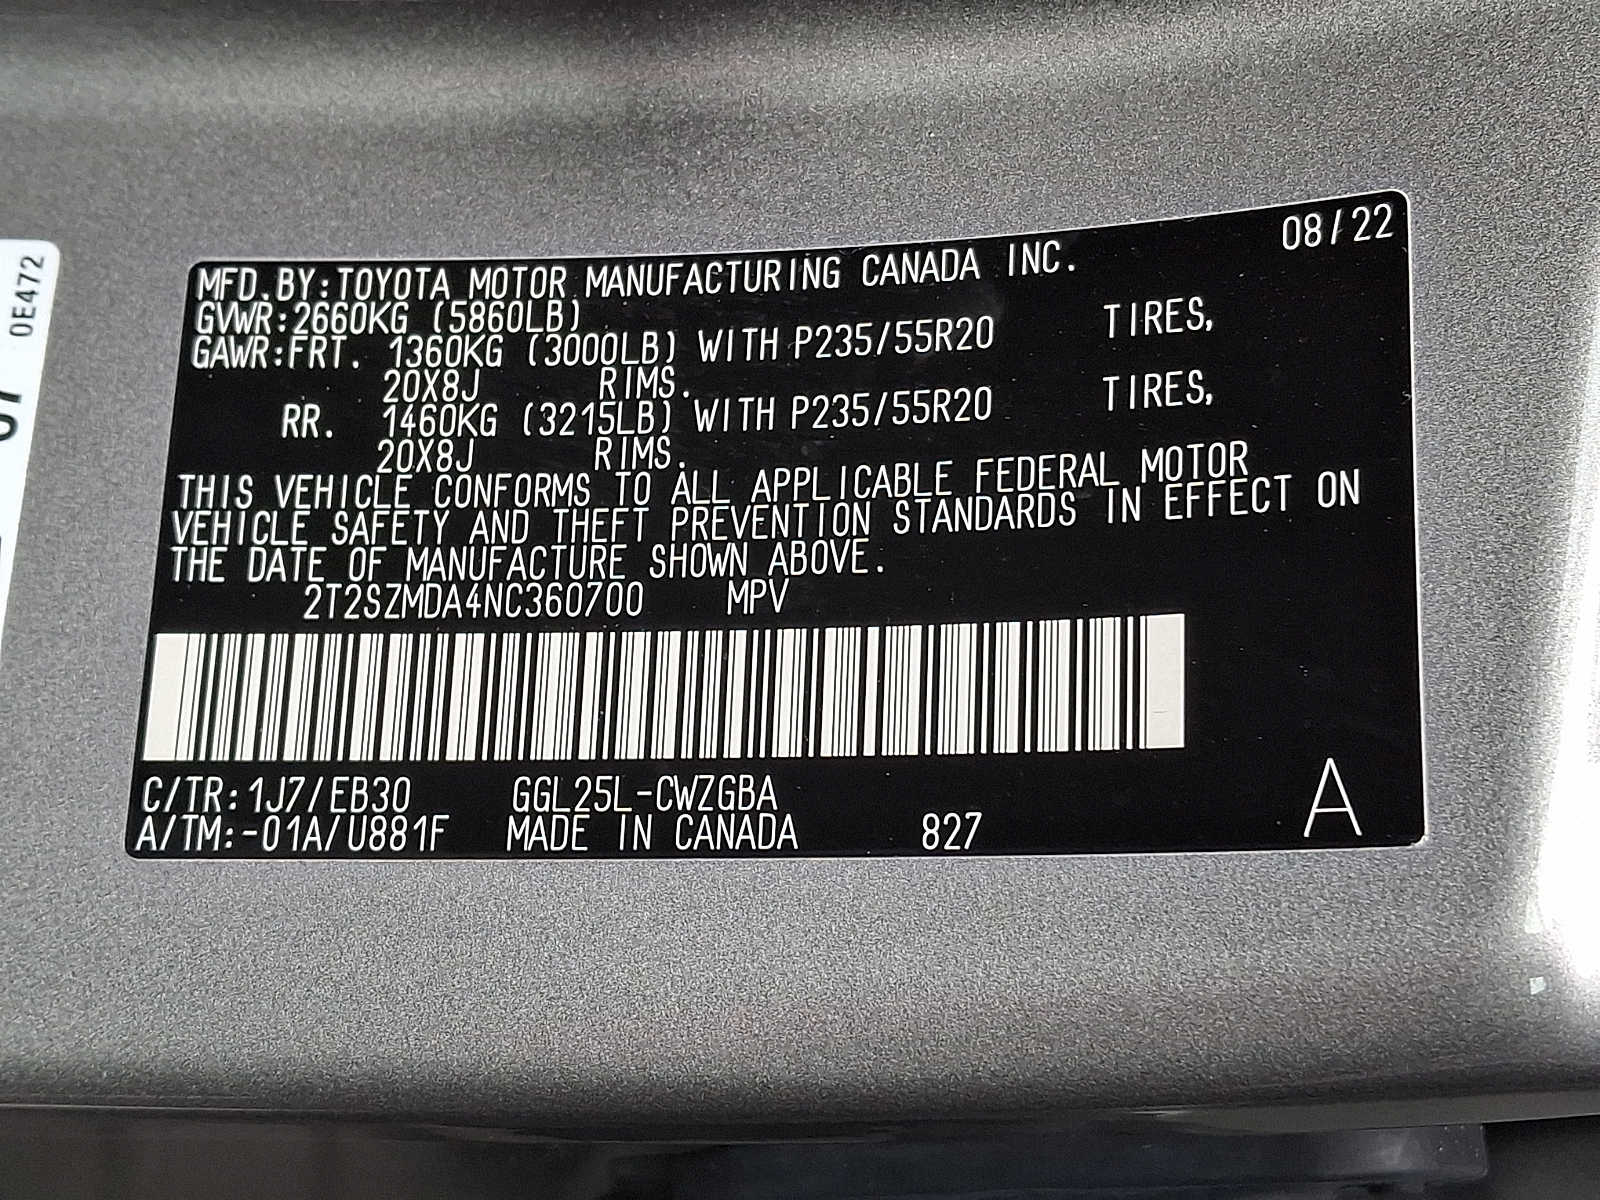 0E472
07
08/22
MFD.BY:TOYOTA MOTOR MANUFACTURING CANADA INC.
GVWR:2660KG (5860LB)
GAWR:FRT. 1360KG (3000LB) WITH P235/55R20 TIRES,
20X8J RIMS.
RR. 1460KG (3215LB) WITH P235/55R20 TIRES,
20X8J RIMS.
THIS VEHICLE CONFORMS TO ALL APPLICABLE FEDERAL MOTOR
VEHICLE SAFETY AND THEFT PREVENTION STANDARDS IN EFFECT ON
THE DATE OF MANUFACTURE SHOWN ABOVE.
2T2SZMDA4NC360700 MPV
C/TR:1J7/EB30 GGL25L-CWZGBA
A/TM:-01A/U881F MADE IN CANADA 827 A